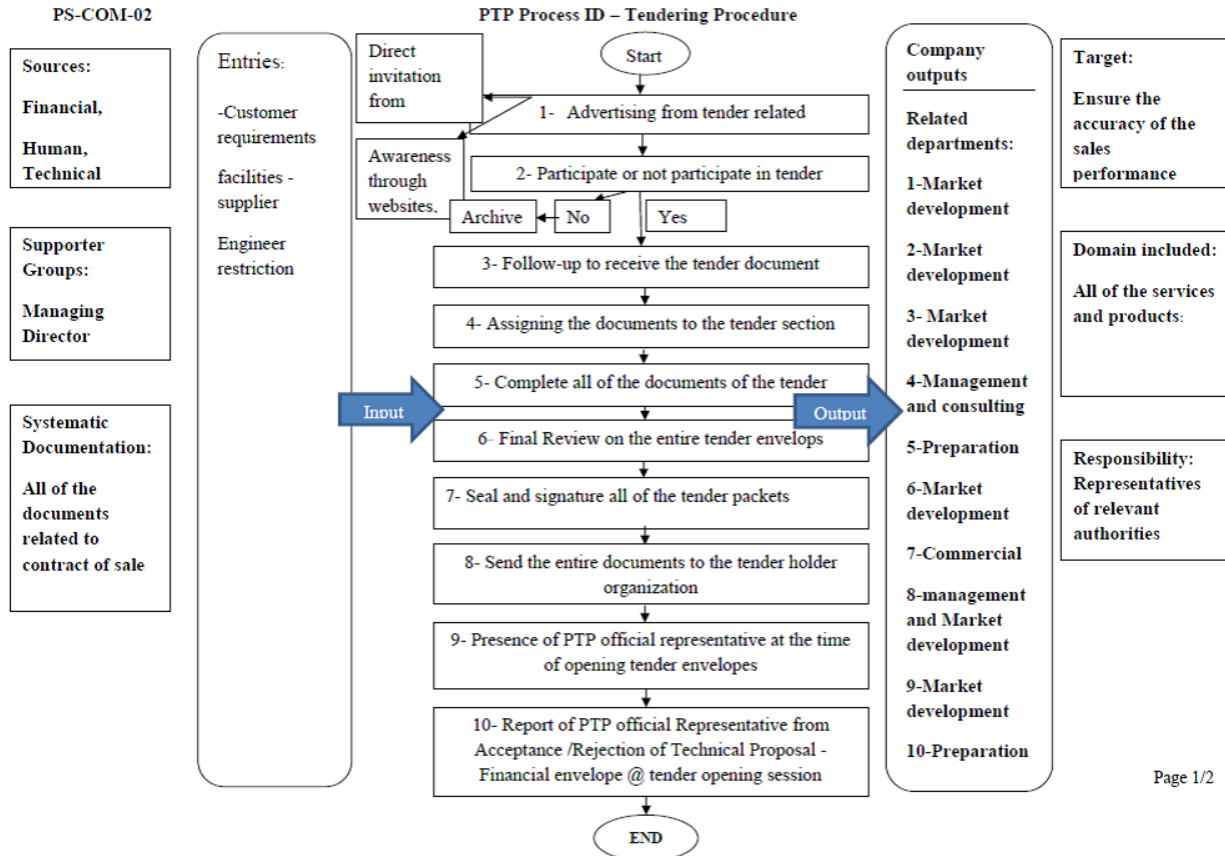 PS-COM-02
PTP Process ID – Tendering Procedure
Sources:
Financial,
Human,
Technical
Supporter
Groups:
Managing
Director
Systematic
Documentation:
All of the
documents
related to
contract of sale
Entries:
-Customer
requirements
facilities -
supplier
Engineer
restriction
Input
Direct
invitation
from
Awareness
through
websites,
Start
1- Advertising from tender related
2- Participate or not participate in tender
Archive
No
Yes
3- Follow-up to receive the tender document
4- Assigning the documents to the tender section
5- Complete all of the documents of the tender
6- Final Review on the entire tender envelops
7- Seal and signature all of the tender packets
8- Send the entire documents to the tender holder
organization
9- Presence of PTP official representative at the time
of opening tender envelopes
10- Report of PTP official Representative from
Acceptance /Rejection of Technical Proposal -
Financial envelope @ tender opening session
END
Output
Company
outputs
Related
departments:
1-Market
development
2-Market
development
3- Market
development
4-Management
and consulting
5-Preparation
6-Market
development
7-Commercial
8-management
and Market
development
9-Market
development
10-Preparation
Target:
Ensure the
accuracy of the
sales
performance
Domain included:
All of the services
and products:
Responsibility:
Representatives
of relevant
authorities
Page 1/2